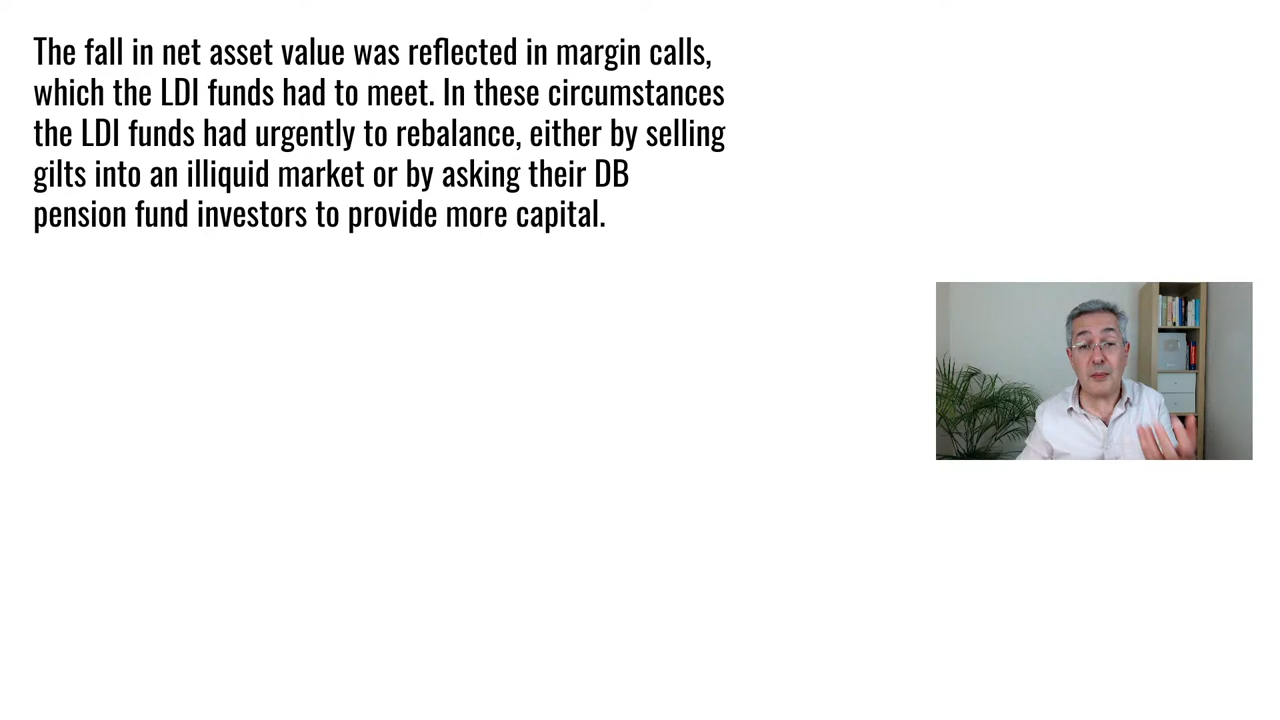 The fall in net asset value was reflected in margin calls,
which the LDI funds had to meet. In these circumstances
the LDI funds had urgently to rebalance, either by selling
gilts into an illiquid market or by asking their DB
pension fund investors to provide more capital.